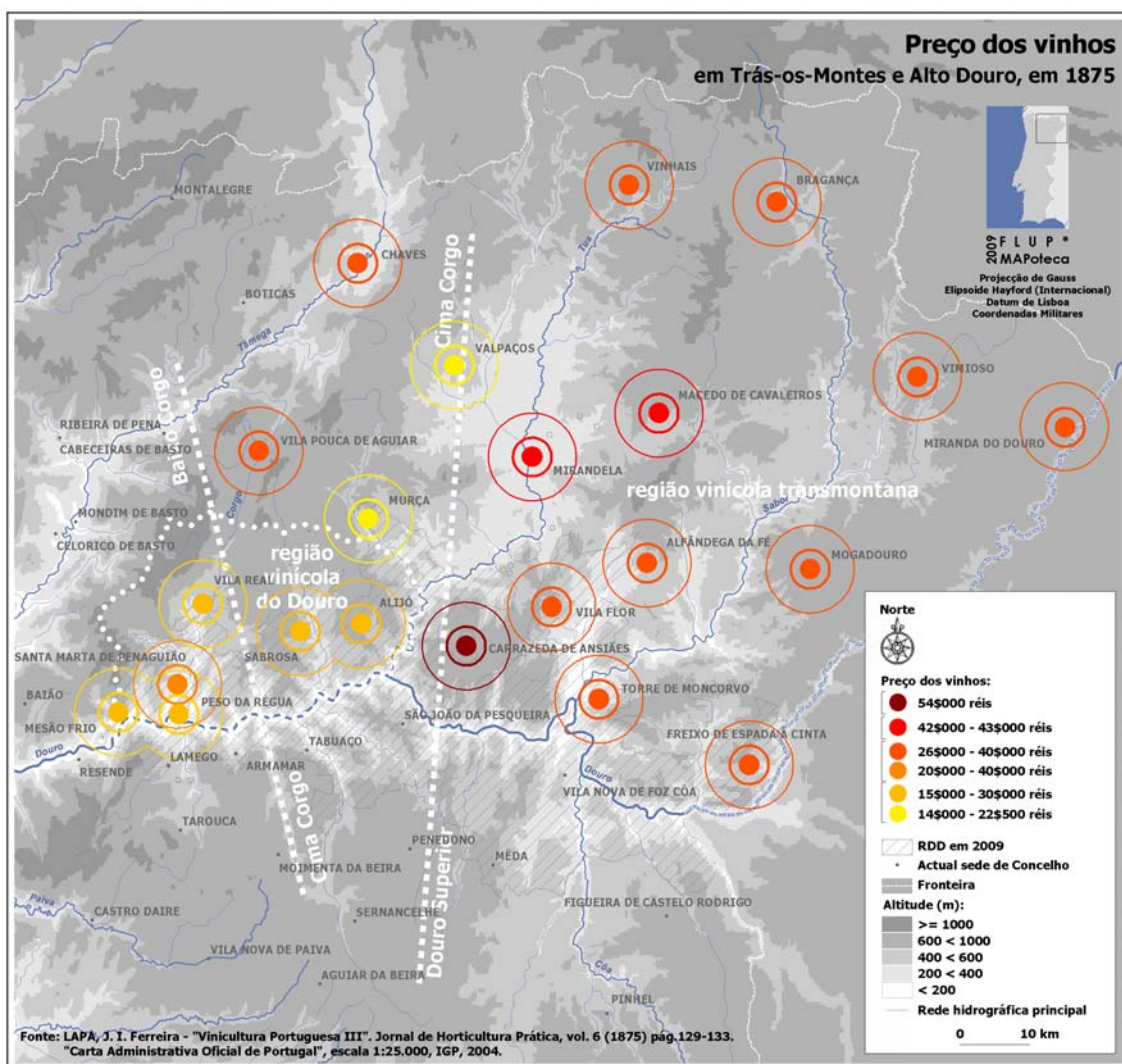 Preço dos vinhos
em Trás-os-Montes e Alto Douro, em 1875
2009
F L U P *
MAPoteca
Projecção de Gauss
Elipsoide Hayford (Internacional)
Datum de Lisboa
Coordenadas Militares
VINHAIS
BRAGANÇA
MONTALEGRE
Tua
CHAVES
BOTICAS
Tâmega
Cima Corgo
VALPAÇOS
VIMIOSO
Baixo Corgo
MACEDO DE CAVALEIROS
RIBEIRA DE PENA
VILA POUCA DE AGUIAR
MIRANDA DO DOURO
CABECEIRAS DE BASTO
MIRANDELA
região vinícola transmontana
Corgo
MURÇA
Sabor
MONDIM DE BASTO
CELORICO DE BASTO
região
vinícola
do Douro
ALFÂNDEGA DA FÉ
MOGADOURO
VILA REAL
ALIJÓ
VILA FLOR
SANTA MARTA DE PENAGUIÃO
SABROSA
CARRAZEDA DE ANSIÃES
BAIÃO
PESO DA RÉGUA
TORRE DE MONCORVO
MESÃO FRIO
SÃO JOÃO DA PESQUEIRA
FREIXO DE ESPADA À CINTA
Douro
LAMEGO
TABUAÇO
RESENDE
ARMAMAR
Douro
VILA NOVA DE FOZ CÔA
TAROUCA
Cima Corgo
PENEDONO
MOIMENTA DA BEIRA
MÊDA
Douro Superior
Paiva
CASTRO DAIRE
SERNANCELHE
FIGUEIRA DE CASTELO RODRIGO
VILA NOVA DE PAIVA
AGUIAR DA BEIRA
Côa
PINHEL
Norte
Preço dos vinhos:
54$000 réis
42$000 - 43$000 réis
26$000 - 40$000 réis
20$000 - 40$000 réis
15$000 - 30$000 réis
14$000 - 22$500 réis
RDD em 2009
Actual sede de Concelho
Fronteira
Altitude (m):
>= 1000
600 < 1000
400 < 600
200 < 400
< 200
Rede hidrográfica principal
0 10 km
Fonte: LAPA, J. I. Ferreira - "Vinicultura Portuguesa III". Jornal de Horticultura Prática, vol. 6 (1875) pág.129-133.
"Carta Administrativa Oficial de Portugal", escala 1:25.000, IGP, 2004.